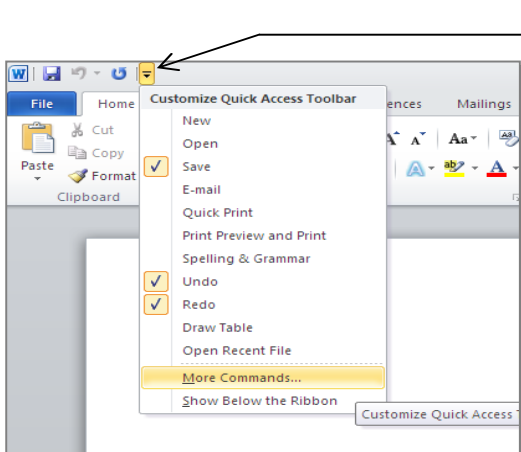 W
File Home Customize Quick Access Toolbar ences Mailings
New
Cut
Open
Aa
Copy
Paste
Save
ab
A
Format
E-mail
Clipboard
Quick Print
Print Preview and Print
Spelling & Grammar
Undo
Redo
Draw Table
Open Recent File
More Commands...
Show Below the Ribbon
Customize Quick Access